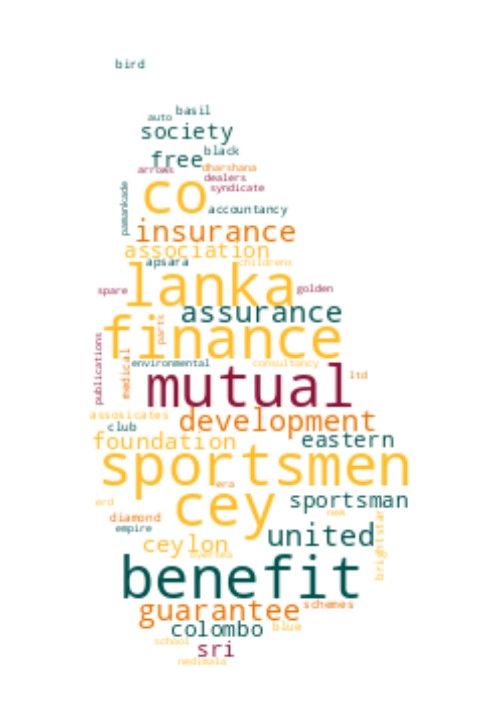 bird
basil
auto
society
black
free
arrows
dharshana
dealers
syndicate
pamankade
co
accountancy
insurance
association
apsara
childrens
lanka
spare
golden
assurance
parts
finance
publications
medical
environmental
consultancy
mutual
ltd
assosicates
development
club
foundation
eastern
sportsmen
era
erd
cey
sportsman
diamond
new
empire
united
brightstar
ceylon
oversea
benefit
guarantee
schemes
colombo
blue
school
sri
nedimala